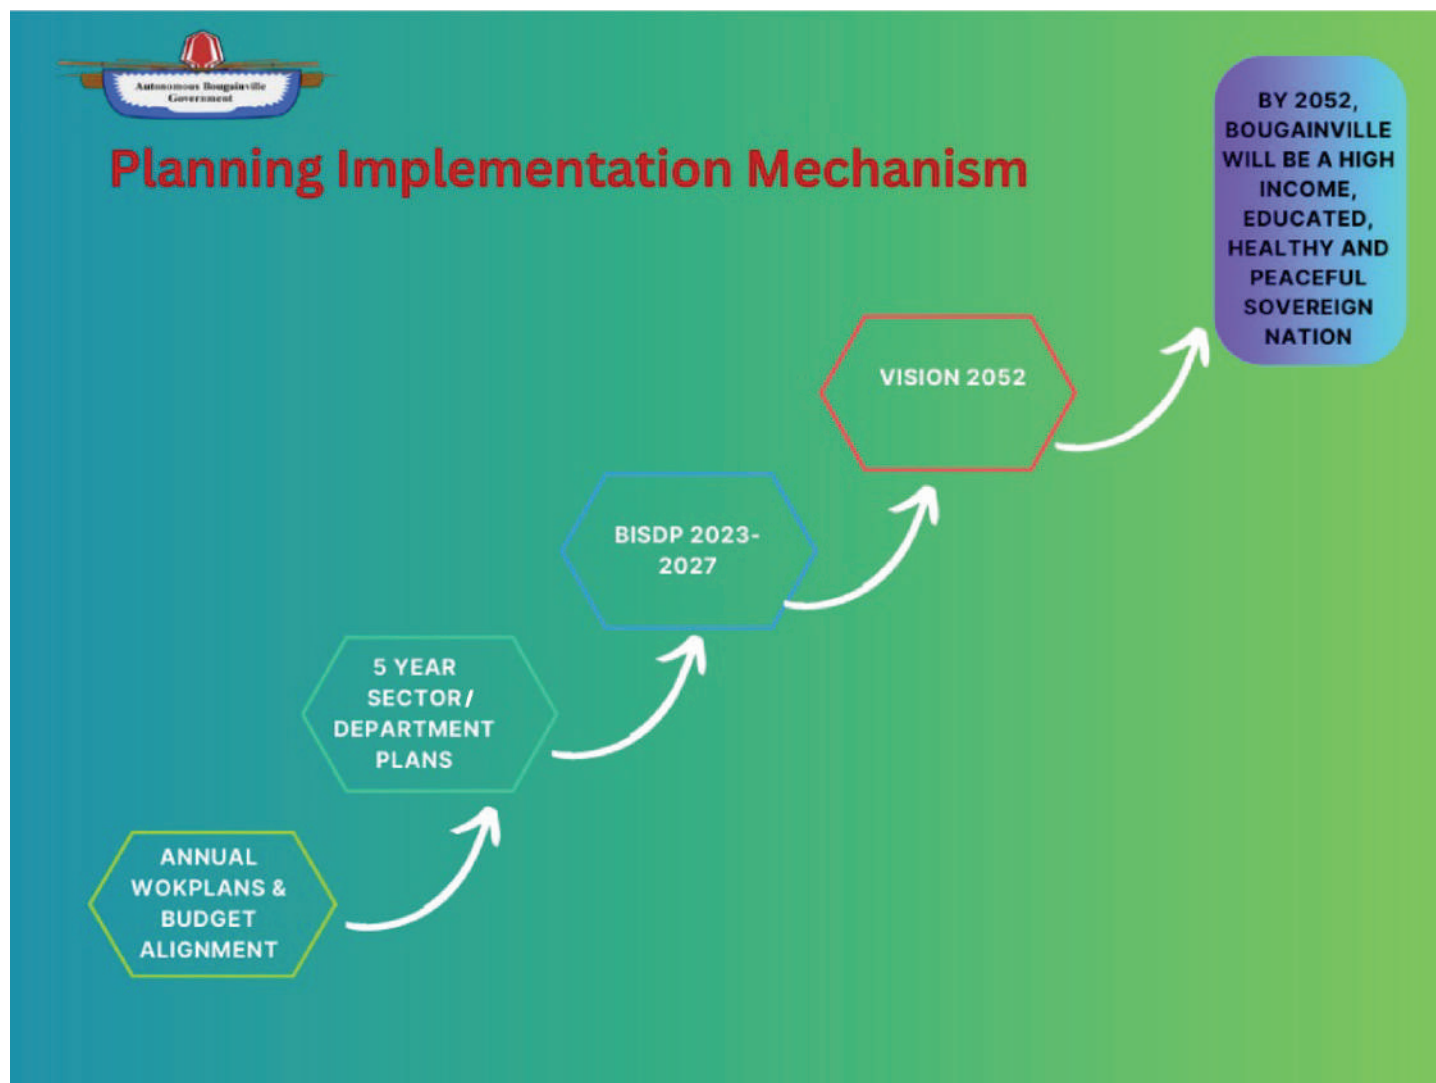 Autonomous Bougainville
Government
Planning Implementation Mechanism
BY 2052,
BOUGAINVILLE
WILL BE A HIGH
INCOME,
EDUCATED,
HEALTHY AND
PEACEFUL
SOVEREIGN
NATION
VISION 2052
BISDP 2023-
2027
5 YEAR
SECTOR/
DEPARTMENT
PLANS
ANNUAL
WOKPLANS &
BUDGET
ALIGNMENT